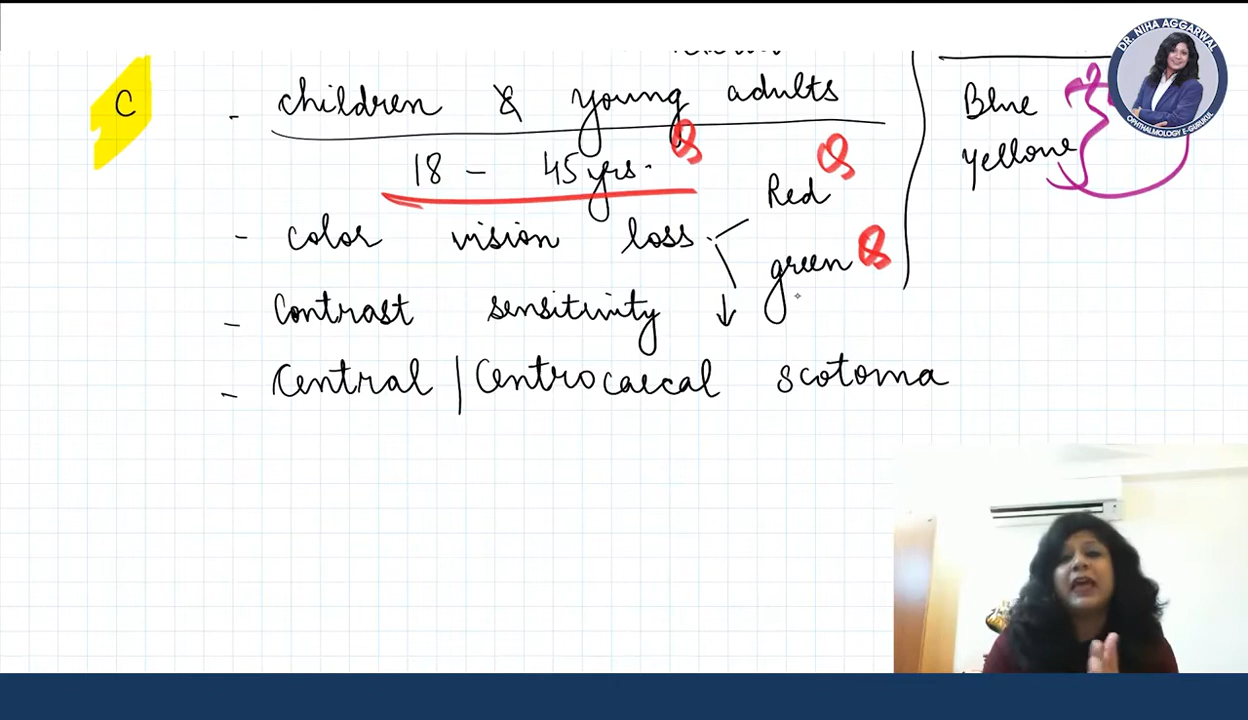 C
- children & young adults
18 - 45 yrs.
- color vision loss
Red
green
- Contrast sensitivity ↓
- Central | Centrocaecal scotoma
Blue
Yellow
DR. NIHA AGGARWAL
OPHTHALMOLOGY E-GURUKUL